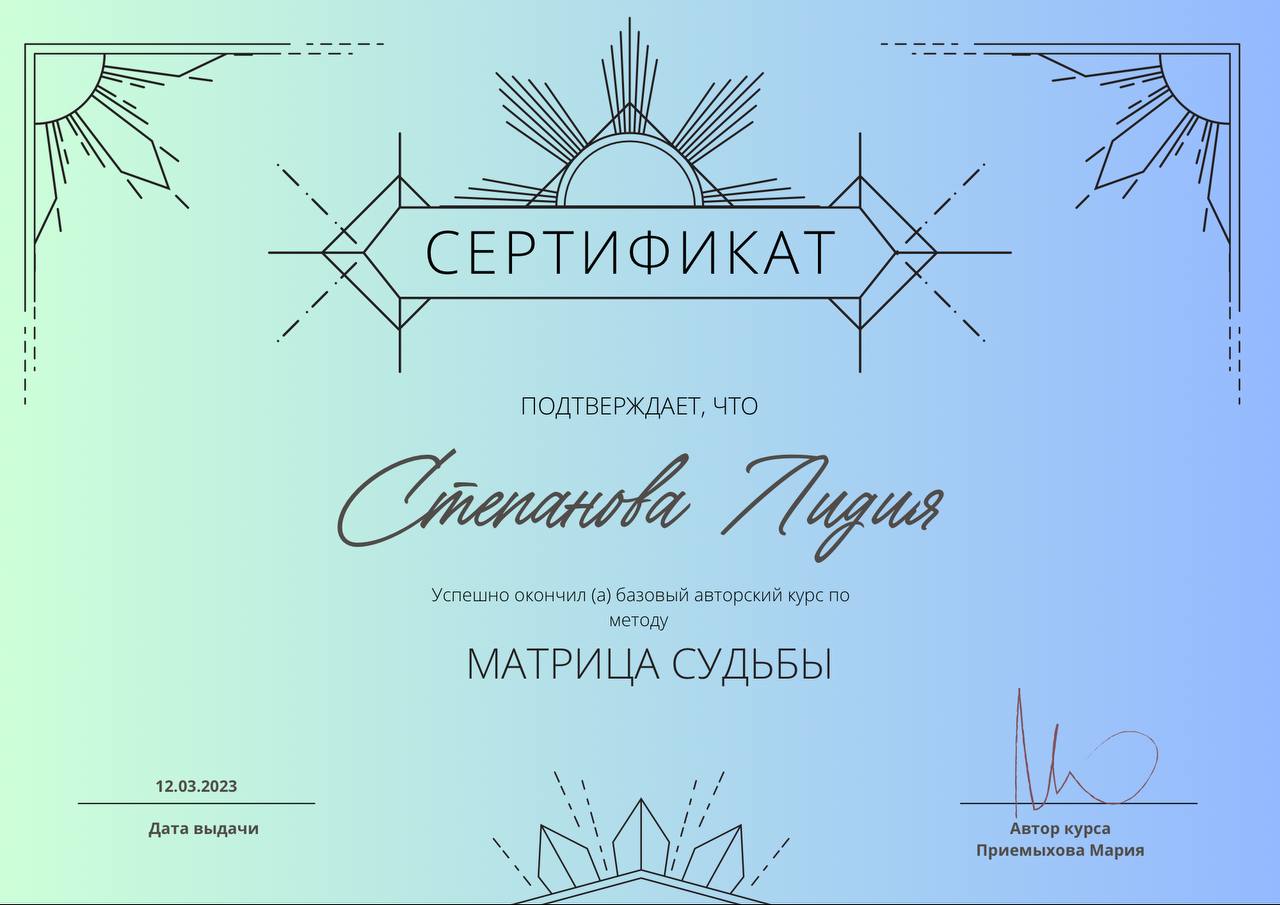 СЕРТИФИКАТ
ПОДТВЕРЖДАЕТ, ЧТО
Степанова Лидия
Успешно окончил (а) базовый авторский курс по
методу
МАТРИЦА СУДЬБЫ
12.03.2023
Дата выдачи
Автор курса
Приемыхова Мария